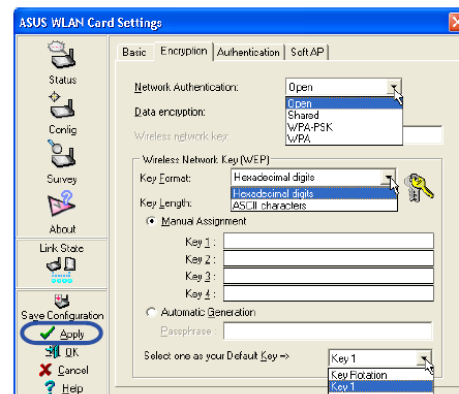 ASUS WLAN Card Settings
Status
Config
Survey
About
Link State
Save Configuration
Apply
OK
Cancel
Help
Basic Encryption Authentication Soft AP
Network Authentication: Open
Open
Shared
WPA-PSK
WPA
Data encryption:
Wireless network key:
Wireless Network Key (WEP)
Key Format: Hexadecimal digits
Hexadecimal digits
ASCII characters
Key Length:
Manual Assignment
Key 1 :
Key 2 :
Key 3 :
Key 4 :
Automatic Generation
Passphrase :
Select one as your Default Key => Key 1
Key Rotation
Key 1